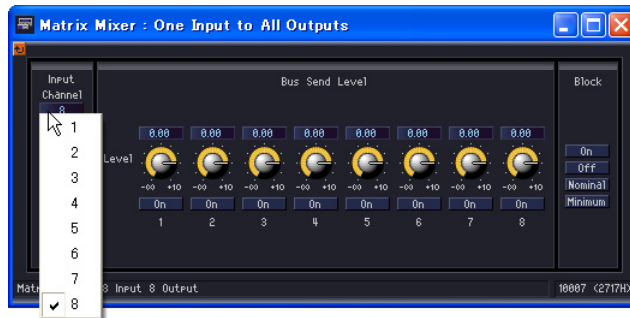 Matrix Mixer : One Input to All Outputs
Input
Channel
8
Bus Send Level
Block
0.00 0.00 0.00 0.00 0.00 0.00 0.00 0.00
Level
-∞ +10 -∞ +10 -∞ +10 -∞ +10 -∞ +10 -∞ +10 -∞ +10 -∞ +10
On On On On On On On On
1 2 3 4 5 6 7 8
On
Off
Nominal
Minimum
1
2
3
4
5
6
7
8
8 Input 8 Output
10007 (2717H)